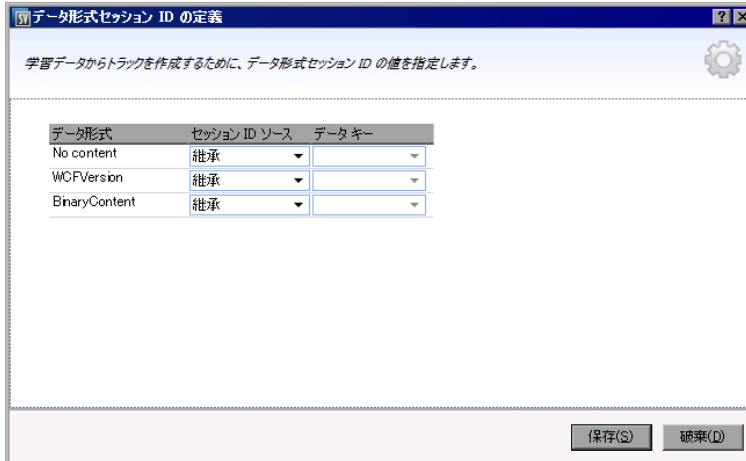 SV データ形式セッション ID の定義
学習データからトラックを作成するために、データ形式セッション ID の値を指定します。
データ形式 セッション ID ソース データ キー
No content 継承
WCFVersion 継承
BinaryContent 継承
保存(S) 破棄(D)